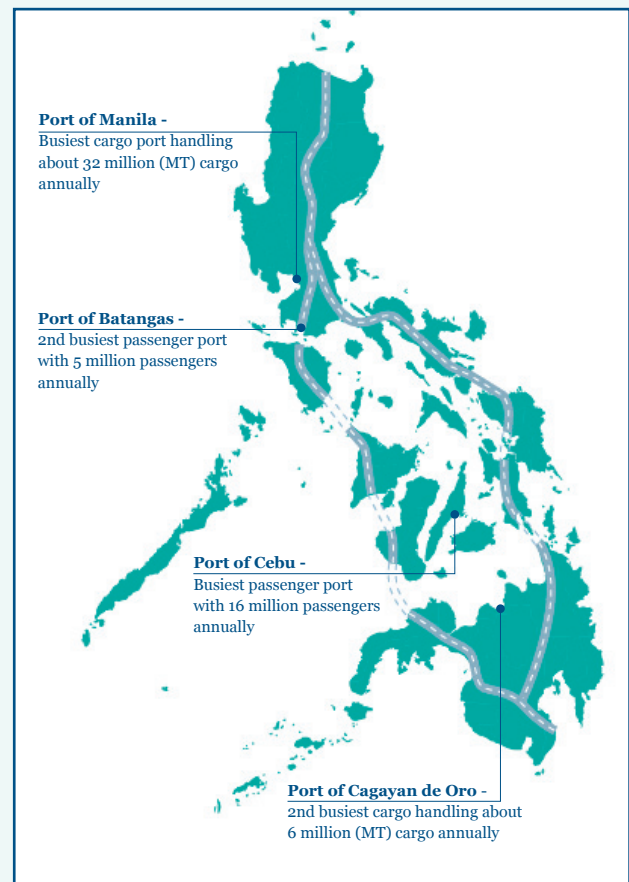 Port of Manila -
Busiest cargo port handling
about 32 million (MT) cargo
annually
Port of Batangas -
2nd busiest passenger port
with 5 million passengers
annually
Port of Cebu -
Busiest passenger port
with 16 million passengers
annually
Port of Cagayan de Oro -
2nd busiest cargo handling about
6 million (MT) cargo annually